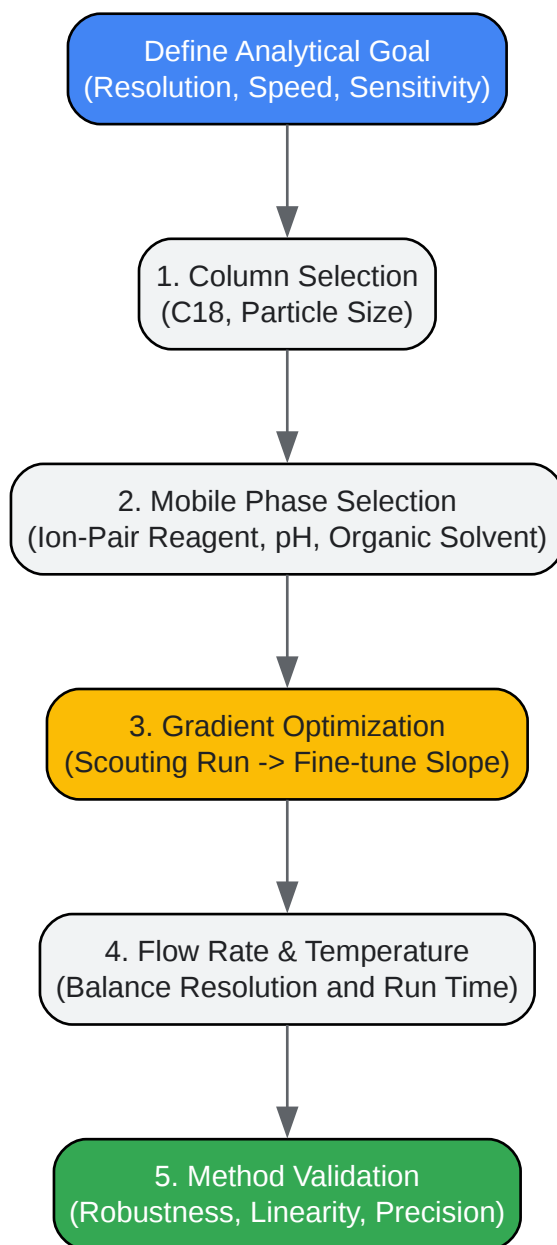 Define Analytical Goal
(Resolution, Speed, Sensitivity)
1. Column Selection
(C18, Particle Size)
2. Mobile Phase Selection
(Ion-Pair Reagent, pH, Organic Solvent)
3. Gradient Optimization
(Scouting Run -> Fine-tune Slope)
4. Flow Rate & Temperature
(Balance Resolution and Run Time)
5. Method Validation
(Robustness, Linearity, Precision)